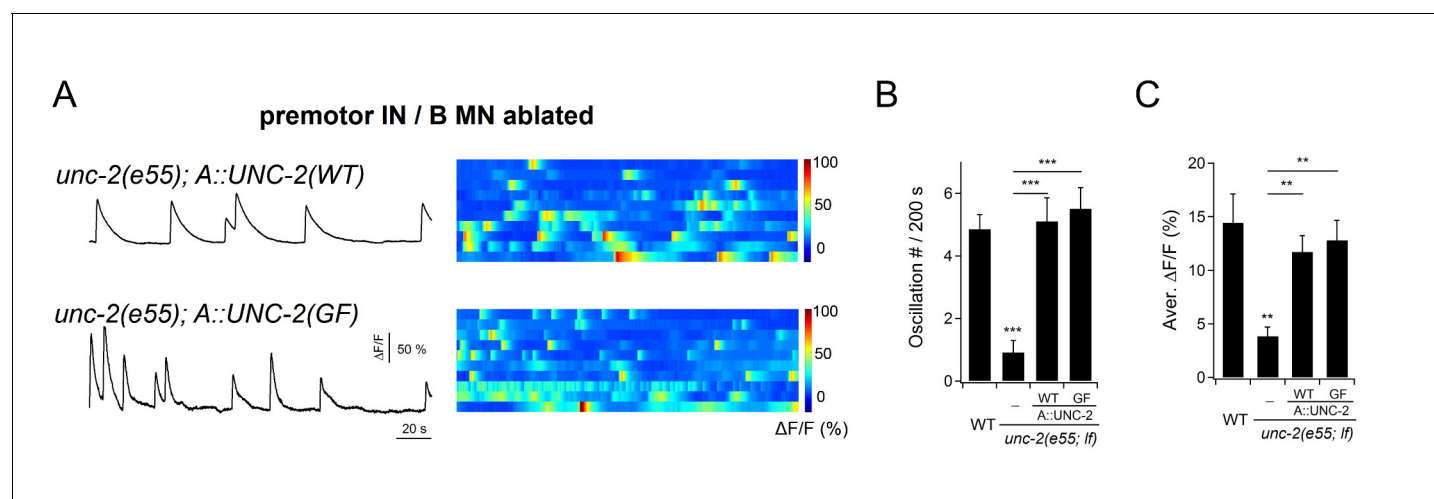 A
premotor IN / B MN ablated
unc-2(e55); A::UNC-2(WT)
100
50
0
unc-2(e55); A::UNC-2(GF)
ΔF/F
50 %
20 s
100
50
0
ΔF/F (%)
B
Oscillation # / 200 s
6
4
2
0
***
***
***
WT
–
WT
GF
A::UNC-2
unc-2(e55; lf)
C
Aver. ΔF/F (%)
20
15
10
5
0
**
**
**
WT
–
WT
GF
A::UNC-2
unc-2(e55; lf)